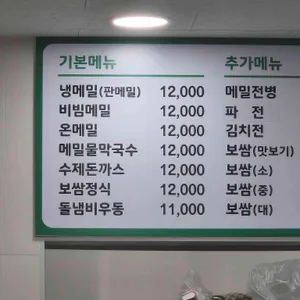 기본메뉴
냉메밀(판메밀) 12,000
비빔메밀 12,000
온메밀 12,000
메밀물막국수 12,000
수제돈까스 12,000
보쌈정식 12,000
돌냄비우동 11,000
추가메뉴
메밀전병
파 전
김치전
보쌈(맛보기)
보쌈(소)
보쌈(중)
보쌈(대)